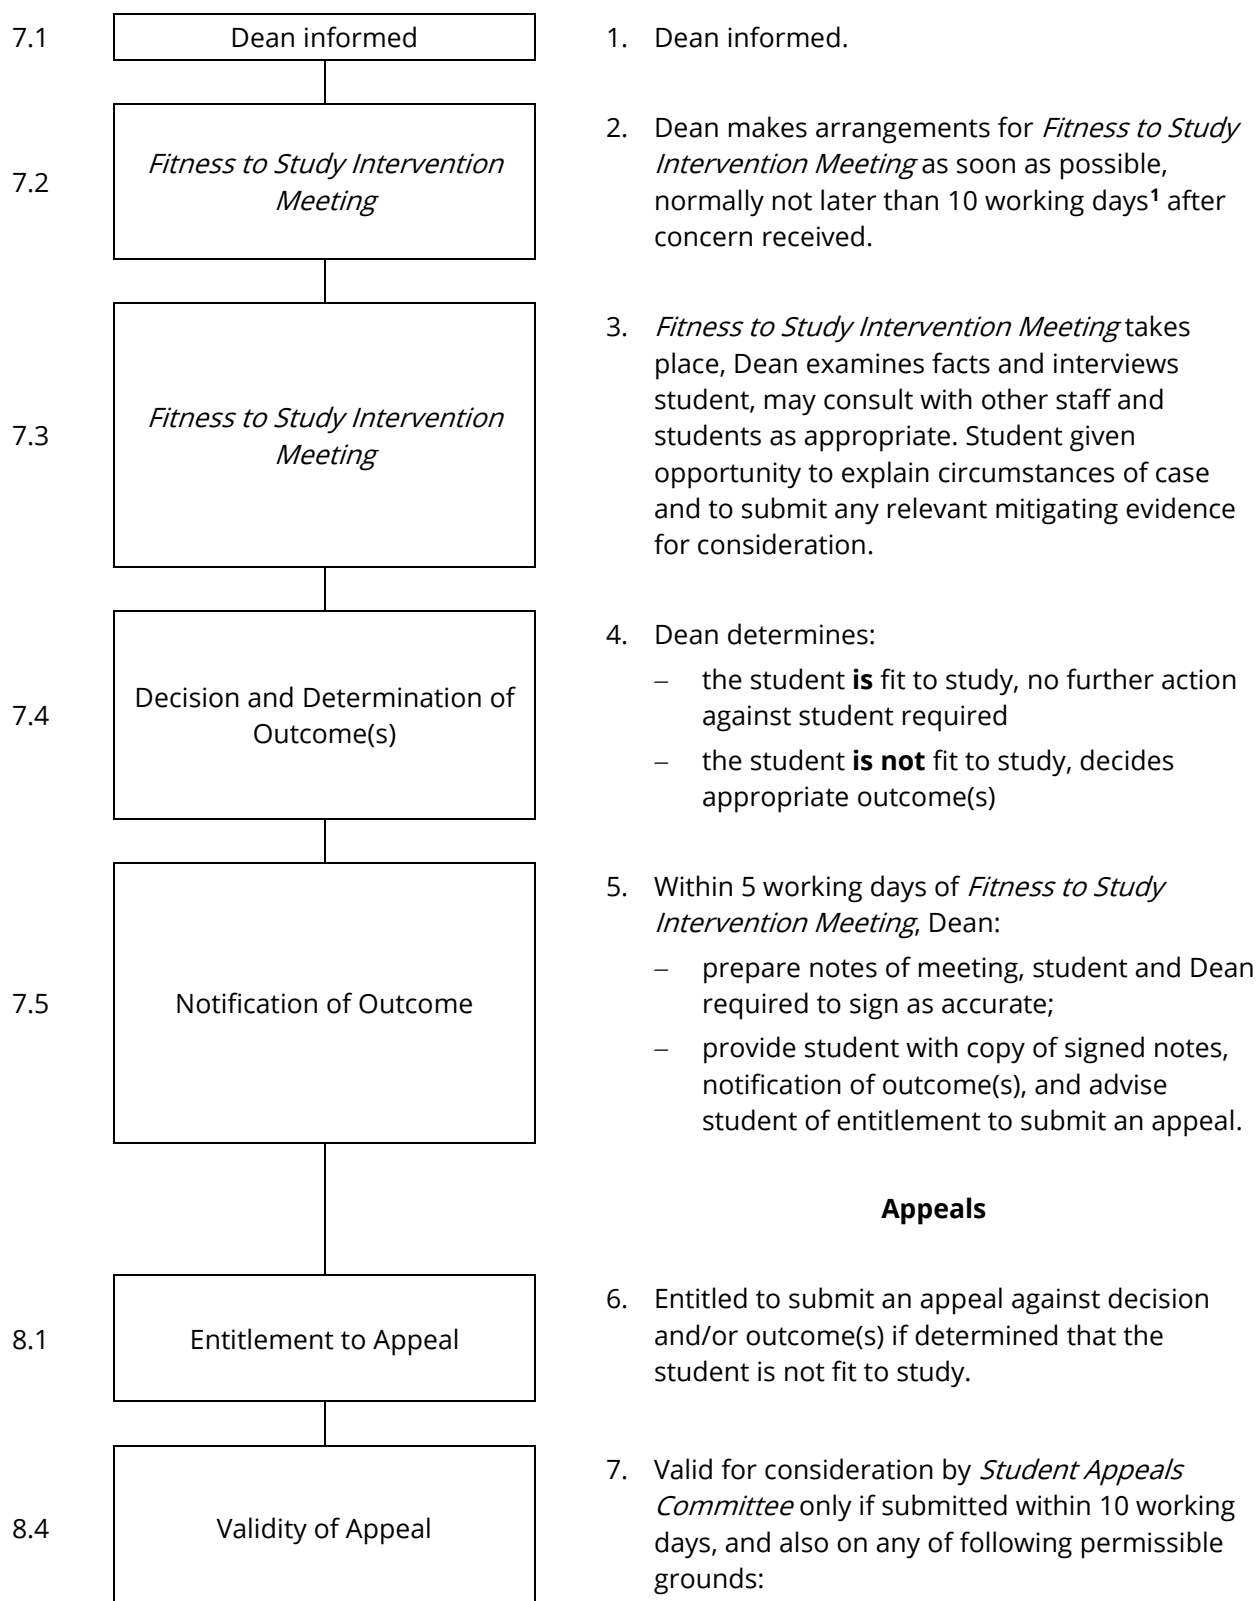 7.1
Dean informed
1. Dean informed.
7.2
Fitness to Study Intervention
Meeting
2. Dean makes arrangements for Fitness to Study
Intervention Meeting as soon as possible,
normally not later than 10 working days1 after
concern received.
7.3
Fitness to Study Intervention
Meeting
3. Fitness to Study Intervention Meeting takes
place, Dean examines facts and interviews
student, may consult with other staff and
students as appropriate. Student given
opportunity to explain circumstances of case
and to submit any relevant mitigating evidence
for consideration.
7.4
Decision and Determination of
Outcome(s)
4. Dean determines:
– the student is fit to study, no further action
against student required
– the student is not fit to study, decides
appropriate outcome(s)
7.5
Notification of Outcome
5. Within 5 working days of Fitness to Study
Intervention Meeting, Dean:
– prepare notes of meeting, student and Dean
required to sign as accurate;
– provide student with copy of signed notes,
notification of outcome(s), and advise
student of entitlement to submit an appeal.
Appeals
8.1
Entitlement to Appeal
6. Entitled to submit an appeal against decision
and/or outcome(s) if determined that the
student is not fit to study.
8.4
Validity of Appeal
7. Valid for consideration by Student Appeals
Committee only if submitted within 10 working
days, and also on any of following permissible
grounds: